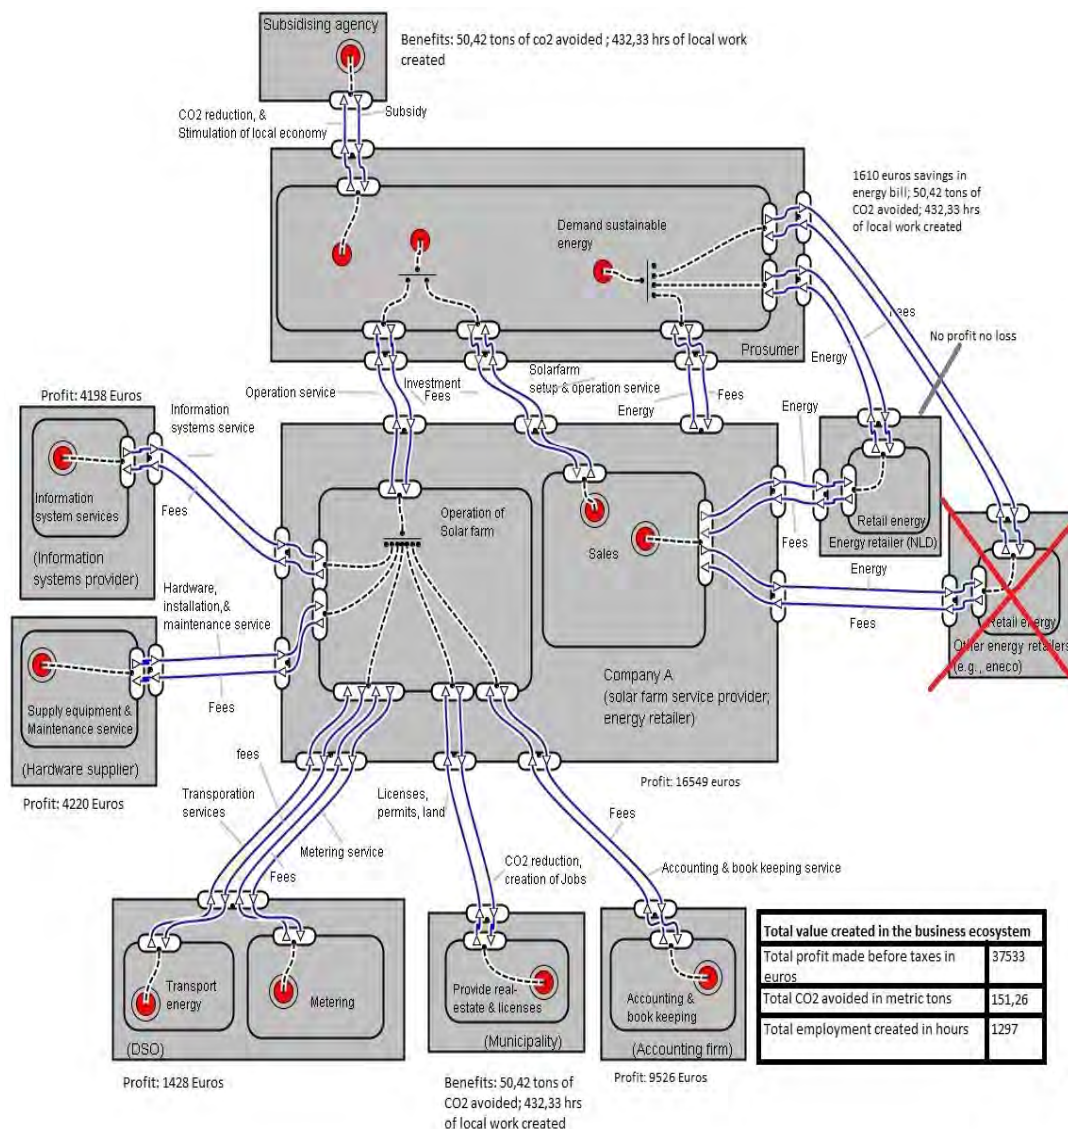 Subsidising agency
Benefits: 50,42 tons of co2 avoided ; 432,33 hrs of local work
created
CO2 reduction, &
Stimulation of local economy
Subsidy
1610 euros savings in
energy bill; 50,42 tons of
CO2 avoided; 432,33 hrs
of local work created
Demand sustainable
energy
Prosumer
Fees
Energy
No profit no loss
Operation service
Investment
Fees
Solarfarm
setup & operation service
Energy
Fees
Profit: 4198 Euros
Information
systems service
Information
system services
Fees
(Information
systems provider)
Operation of
Solar farm
Sales
Energy
Fees
Retail energy
Energy retailer (NLD)
Energy
Fees
Retail energy
Other energy retailers
(e.g., eneco)
Hardware,
installation,&
maintenance service
Supply equipment &
Maintenance service
Fees
(Hardware supplier)
Profit: 4220 Euros
Company A
(solar farm service provider,
energy retailer)
Profit: 16549 euros
fees
Transporation
services
Metering service
Fees
Licenses,
permits, land
CO2 reduction,
creation of Jobs
Fees
Accounting & book keeping service
Transport
energy
Metering
(DSO)
Profit: 1428 Euros
Provide real-
estate & licenses
(Municipality)
Benefits: 50,42 tons of
CO2 avoided; 432,33 hrs
of local work created
Accounting &
book keeping
(Accounting firm)
Profit: 9526 Euros
Total value created in the business ecosystem
Total profit made before taxes in
euros
37533
Total CO2 avoided in metric tons
151,26
Total employment created in hours
1297